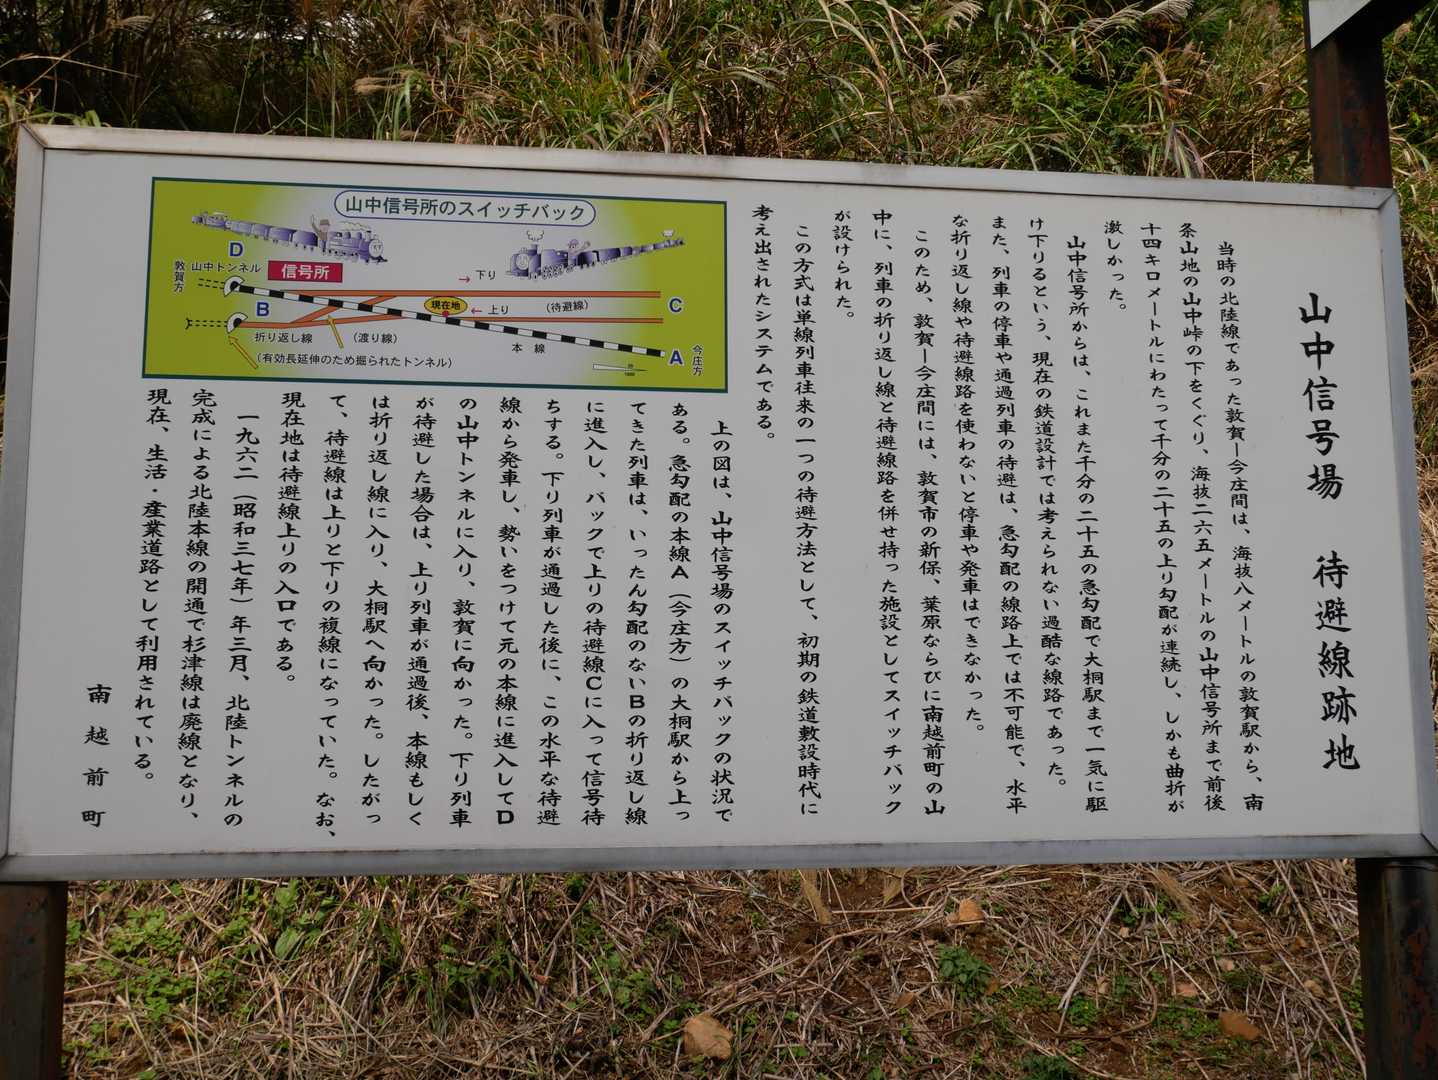 山中信号場　待避線跡地
当時の北陸線であった敦賀―今庄間は、海抜八メートルの敦賀駅から、南
条山地の山中峠の下をくぐり、海抜二六五メートルの山中信号所まで前後
十四キロメートルにわたって千分の二十五の上り勾配が連続し、しかも曲折が
激しかった。
山中信号所からは、これまた千分の二十五の急勾配で大桐駅まで一気に駆
け下りるという、現在の鉄道設計では考えられない過酷な線路であった。
また、列車の停車や通過列車の待避は、急勾配の線路上では不可能で、水平
な折り返し線や待避線路を使わないと停車や発車はできなかった。
このため、敦賀―今庄間には、敦賀市の新保、葉原ならびに南越前町の山
中に、列車の折り返し線と待避線路を併せ持った施設としてスイッチバック
が設けられた。
この方式は単線列車往来の一つの待避方法として、初期の鉄道敷設時代に
考え出されたシステムである。
山中信号所のスイッチバック
D
敦賀方
山中トンネル
信号所
→下り
B
現在地
←上り
(待避線)
C
折り返し線
(渡り線)
本線
A
今庄方
(有効長延伸のため掘られたトンネル)
上の図は、山中信号場のスイッチバックの状況で
ある。急勾配の本線A（今庄方）の大桐駅から上っ
てきた列車は、いったん勾配のないBの折り返し線
に進入し、バックで上りの待避線Cに入って信号待
ちする。下り列車が通過した後に、この水平な待避
線から発車し、勢いをつけて元の本線に進入してD
の山中トンネルに入り、敦賀に向かった。下り列車
が待避した場合は、上り列車が通過後、本線もしく
は折り返し線に入り、大桐駅へ向かった。したがっ
て、待避線は上りと下りの複線になっていた。なお、
現在地は待避線上りの入口である。
一九六二（昭和三七年）年三月、北陸トンネルの
完成による北陸本線の開通で杉津線は廃線となり、
現在、生活・産業道路として利用されている。
南越前町